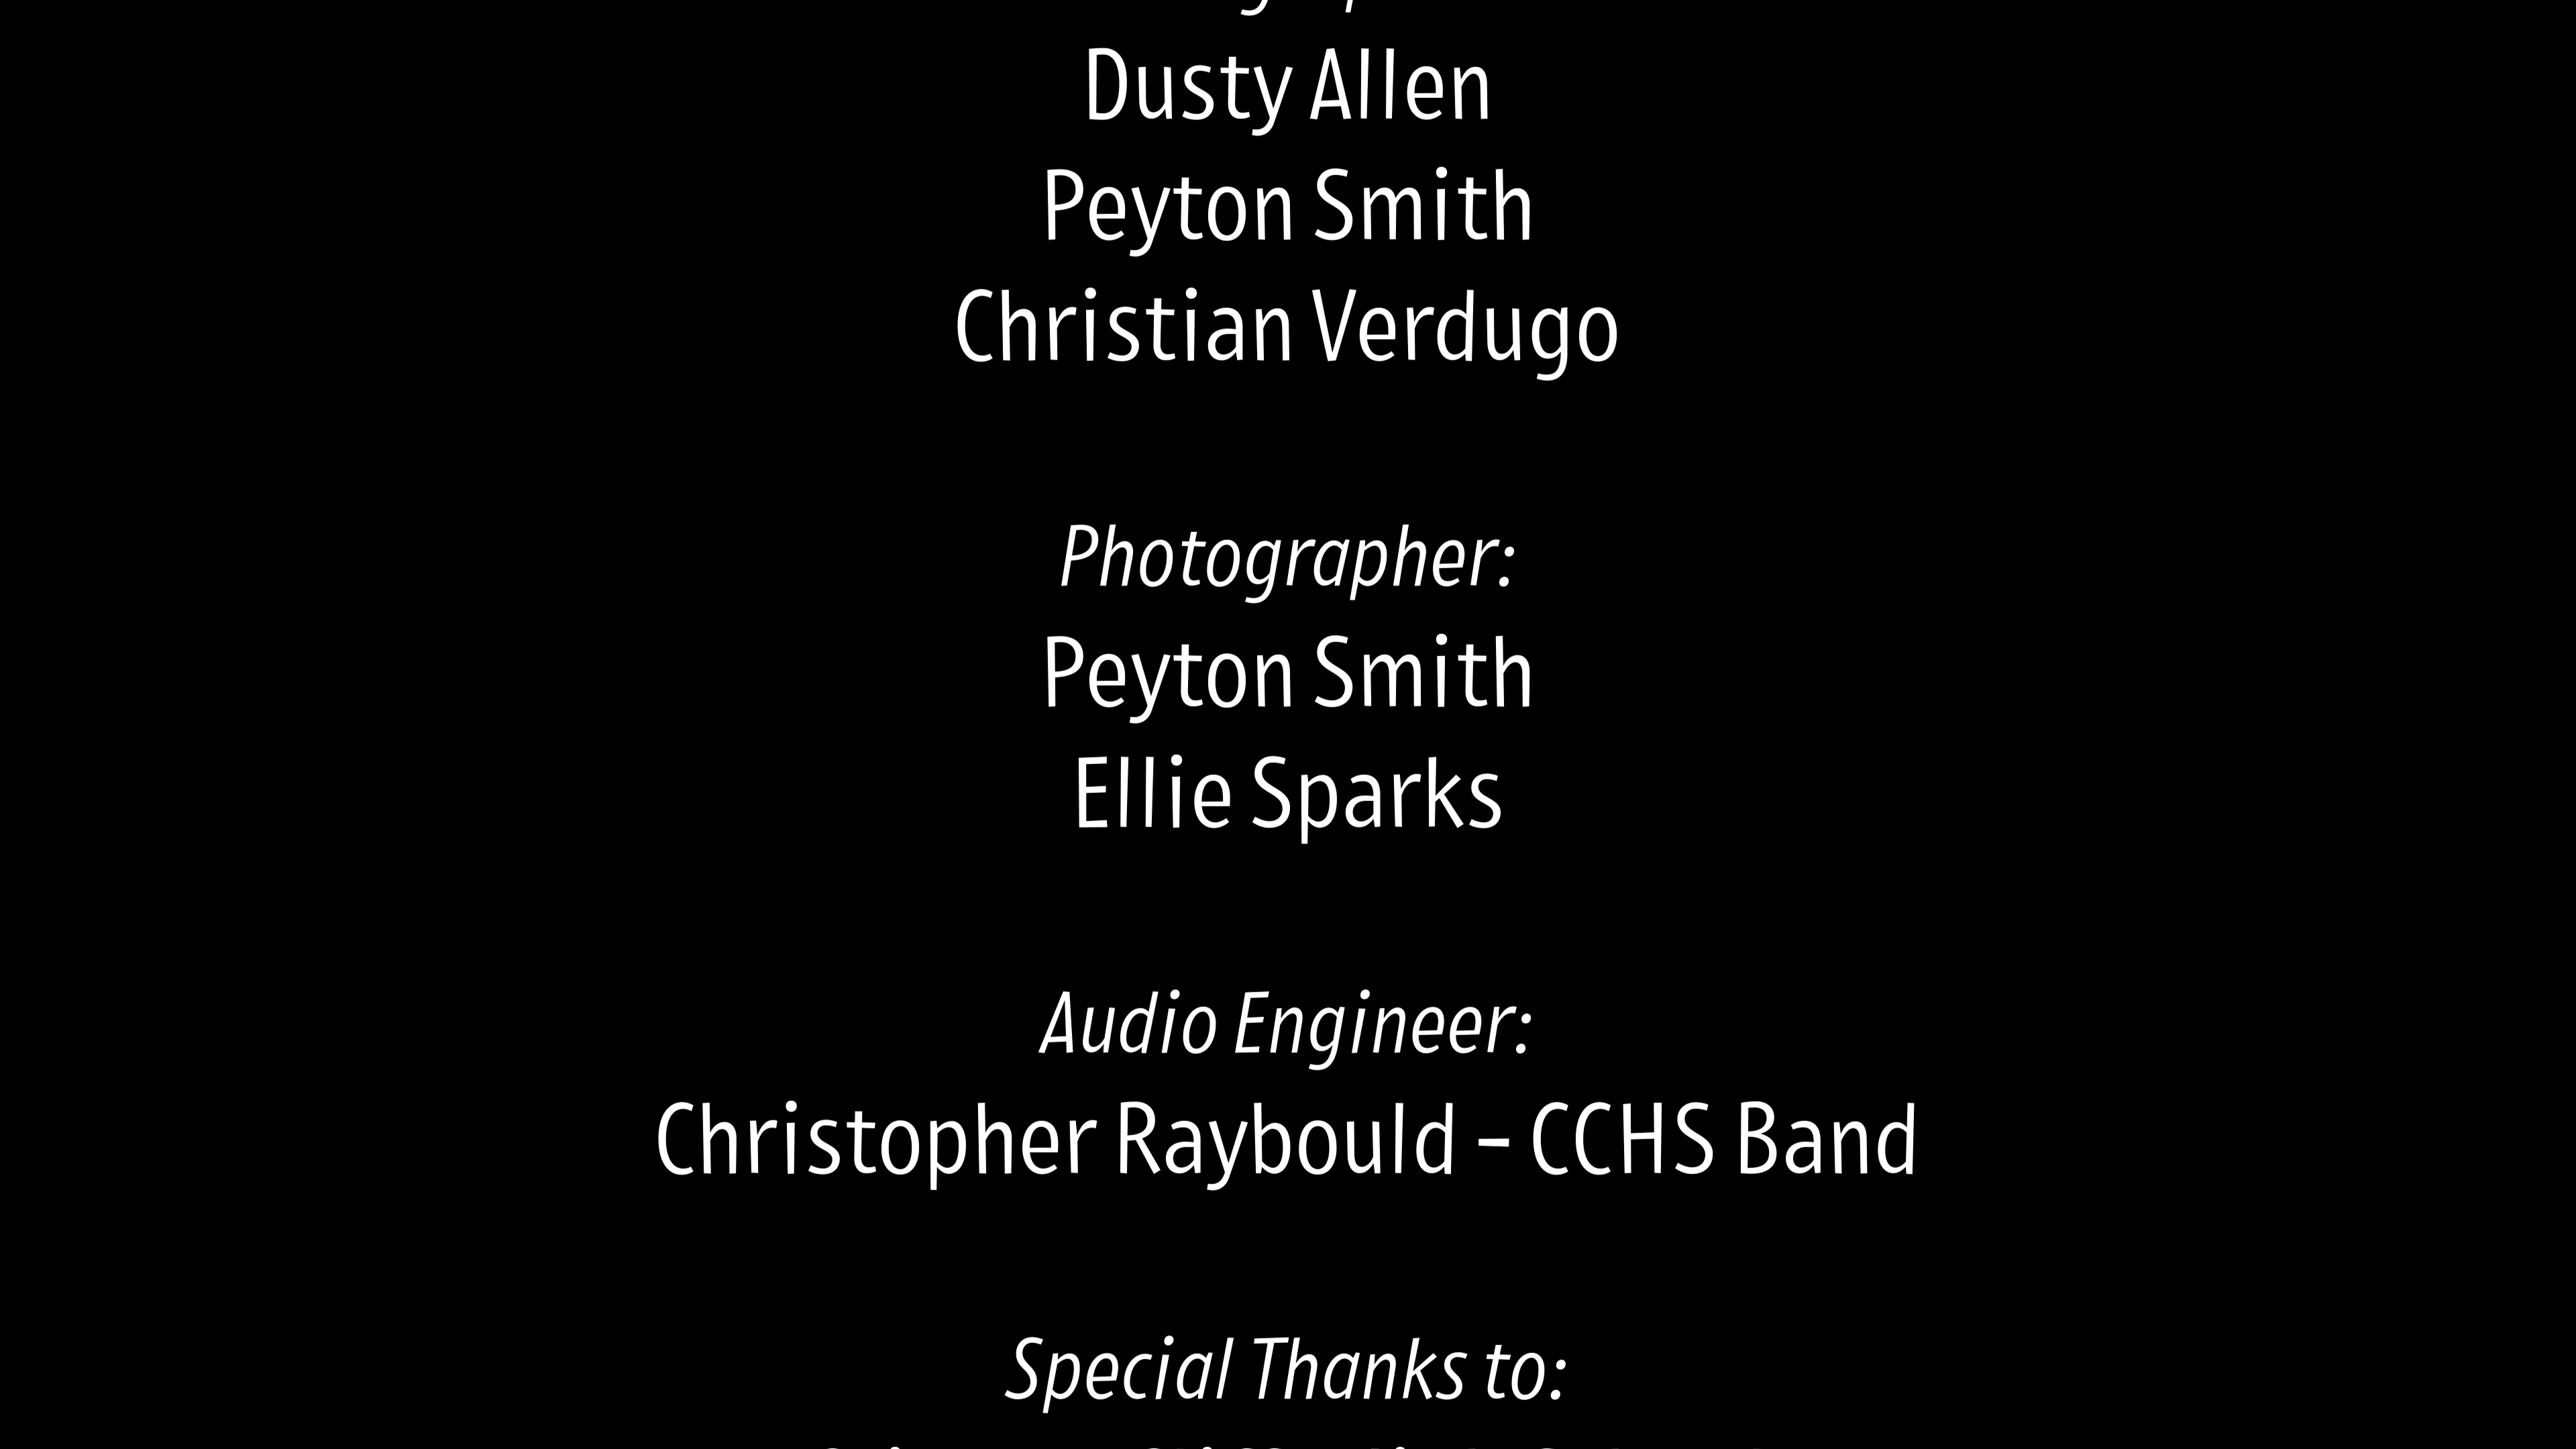 Dusty Allen
Peyton Smith
Christian Verdugo
Photographer:
Peyton Smith
Ellie Sparks
Audio Engineer:
Christopher Raybould - CCHS Band
Special Thanks to: